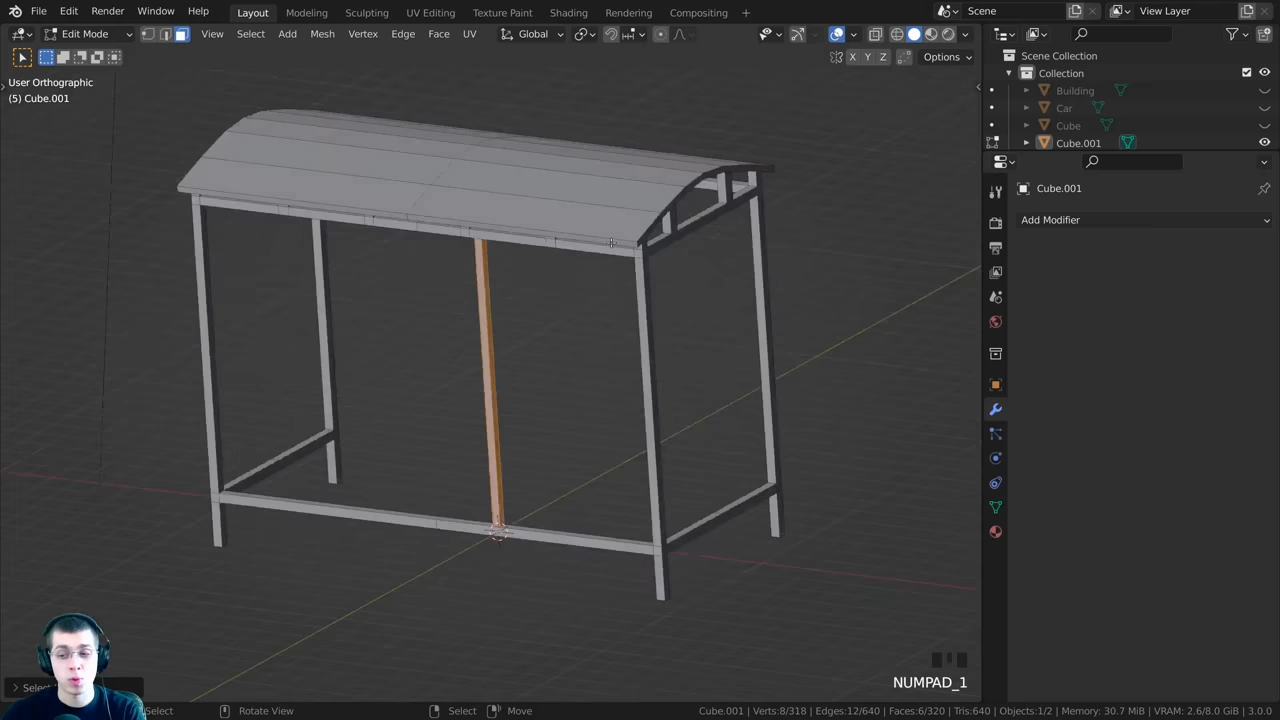 File Edit Render Window Help Layout Modeling Sculpting UV Editing Texture Paint Shading Rendering Compositing + Scene View Layer
Edit Mode View Select Add Mesh Vertex Edge Face UV Global
X Y Z Options
User Orthographic
(5) Cube.001
Scene Collection
Collection
Building
Car
Cube
Cube.001
Cube.001
Add Modifier
NUMPAD_1
Select Rotate View Select Move Cube.001 | Verts:8/318 | Edges:12/640 | Faces:6/320 | Tris:640 | Objects:1/2 | Memory: 30.7 MiB | VRAM: 2.6/8.0 GiB | 3.0.0